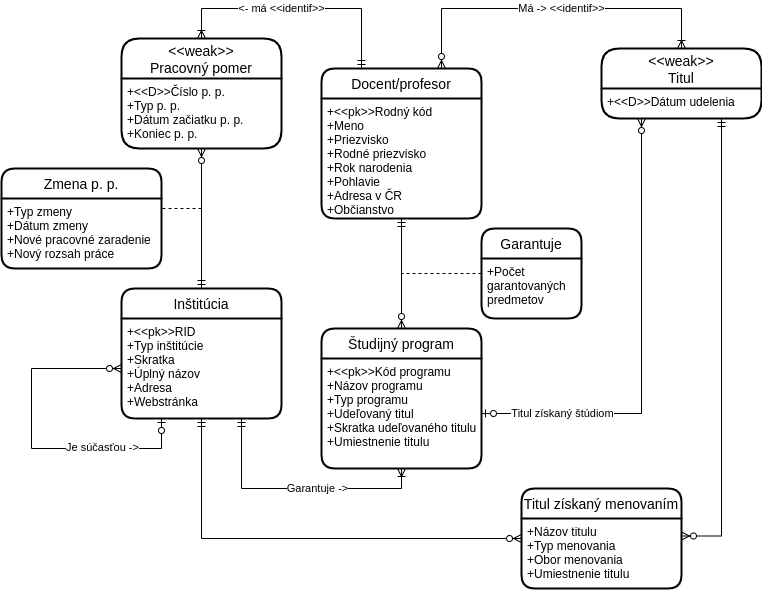 <- má <<identif>>
Má -> <<identif>>
<<weak>>
Pracovný pomer
+<<D>>Číslo p. p.
+Typ p. p.
+Dátum začiatku p. p.
+Koniec p. p.
Docent/profesor
+<<pk>>Rodný kód
+Meno
+Priezvisko
+Rodné priezvisko
+Rok narodenia
+Pohlavie
+Adresa v ČR
+Občianstvo
<<weak>>
Titul
+<<D>>Dátum udelenia
Zmena p. p.
+Typ zmeny
+Dátum zmeny
+Nové pracovné zaradenie
+Nový rozsah práce
Garantuje
+Počet
garantovaných
predmetov
Inštitúcia
+<<pk>>RID
+Typ inštitúcie
+Skratka
+Úplný názov
+Adresa
+Webstránka
Študijný program
+<<pk>>Kód programu
+Názov programu
+Typ programu
+Udeľovaný titul
+Skratka udeľovaného titulu
+Umiestnenie titulu
Titul získaný štúdiom
Je súčasťou ->
Garantuje ->
Titul získaný menovaním
+Názov titulu
+Typ menovania
+Obor menovania
+Umiestnenie titulu